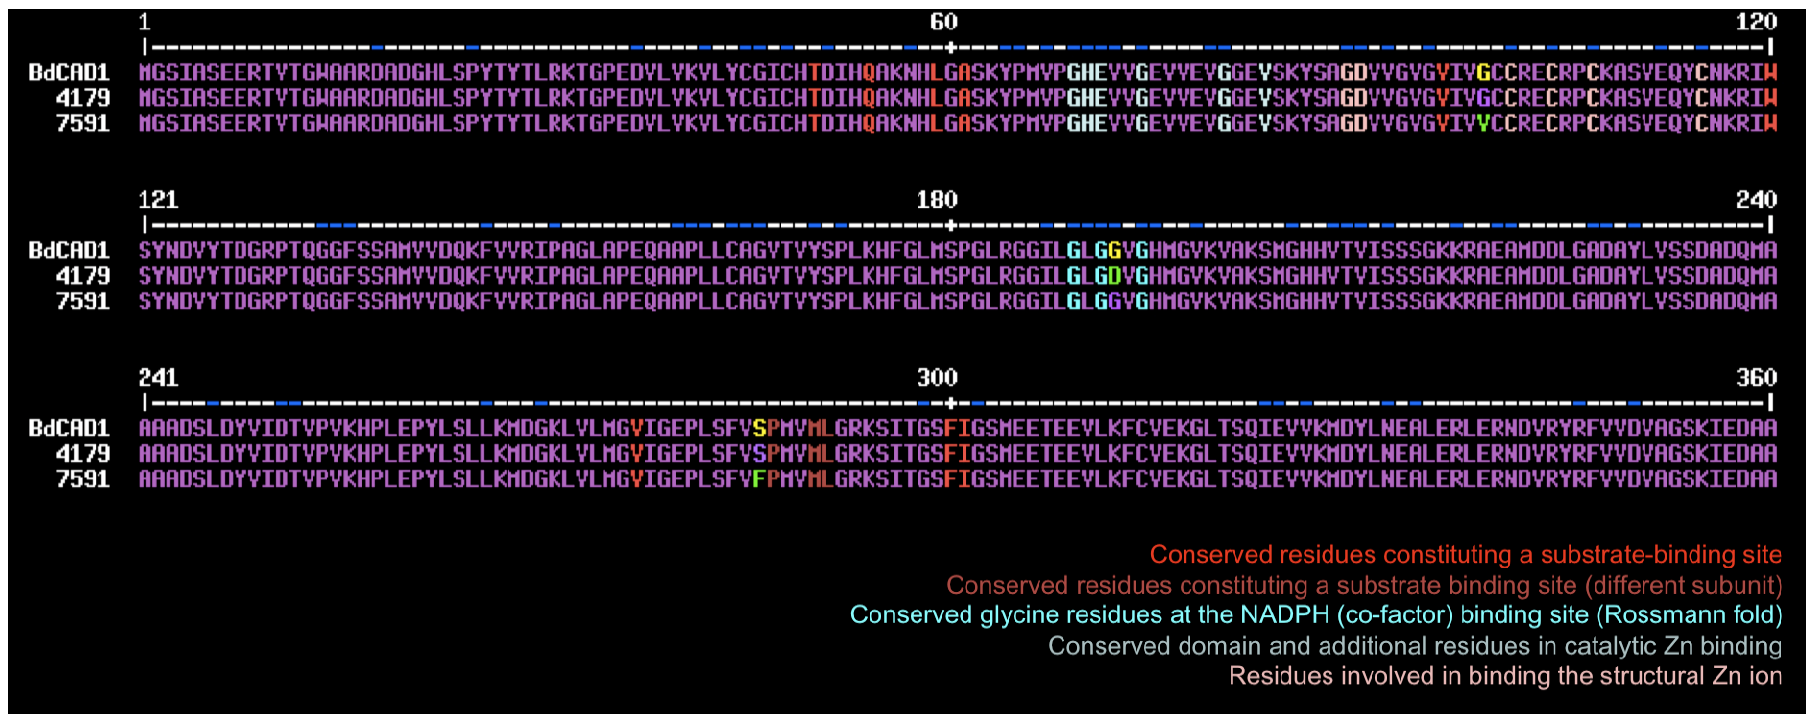 1 60 120
BdCAD1 MGSIASEERTVTGWAARDADGHLSPYTYTLRKTGPEDVLVKVLYCGICHTDIHQAKNHLGASKYPMVPGHEVVGEVVEVGGEVSKYSAGDVVGVGVIVGCCRECRPCKASVEQYCNKRIW
4179 MGSIASEERTVTGWAARDADGHLSPYTYTLRKTGPEDVLVKVLYCGICHTDIHQAKNHLGASKYPMVPGHEVVGEVVEVGGEVSKYSAGDVVGVGVIVGCCRECRPCKASVEQYCNKRIW
7591 MGSIASEERTVTGWAARDADGHLSPYTYTLRKTGPEDVLVKVLYCGICHTDIHQAKNHLGASKYPMVPGHEVVGEVVEVGGEVSKYSAGDVVGVGVIVVCCRECRPCKASVEQYCNKRIW
121 180 240
BdCAD1 SYNDVYTDGRPTQGGFSSAMVVDQKFVVRIPAGLAPEQAAPLLCAGVTVYSPLKHFGLMSPGLRGGILGLGGVGHMGVKVAKSMGHHVTVISSSGKKRAEAMDDLGADAYLVSSDADQMA
4179 SYNDVYTDGRPTQGGFSSAMVVDQKFVVRIPAGLAPEQAAPLLCAGVTVYSPLKHFGLMSPGLRGGILGLGDVGHMGVKVAKSMGHHVTVISSSGKKRAEAMDDLGADAYLVSSDADQMA
7591 SYNDVYTDGRPTQGGFSSAMVVDQKFVVRIPAGLAPEQAAPLLCAGVTVYSPLKHFGLMSPGLRGGILGLGGVGHMGVKVAKSMGHHVTVISSSGKKRAEAMDDLGADAYLVSSDADQMA
241 300 360
BdCAD1 AAADSLDYVIDTVPVKHPLEPYLSLLKMDGKLVLMGVIGEPLSFVSPMVMLGRKSITGSFIGSMEETEEVLKFCVEKGLTSQIEVVKMDYLNEALERLERNDVRYRFVVDVAGSKIEDAA
4179 AAADSLDYVIDTVPVKHPLEPYLSLLKMDGKLVLMGVIGEPLSFVSPMVMLGRKSITGSFIGSMEETEEVLKFCVEKGLTSQIEVVKMDYLNEALERLERNDVRYRFVVDVAGSKIEDAA
7591 AAADSLDYVIDTVPVKHPLEPYLSLLKMDGKLVLMGVIGEPLSFVFPMVMLGRKSITGSFIGSMEETEEVLKFCVEKGLTSQIEVVKMDYLNEALERLERNDVRYRFVVDVAGSKIEDAA
Conserved residues constituting a substrate-binding site
Conserved residues constituting a substrate binding site (different subunit)
Conserved glycine residues at the NADPH (co-factor) binding site (Rossmann fold)
Conserved domain and additional residues in catalytic Zn binding
Residues involved in binding the structural Zn ion